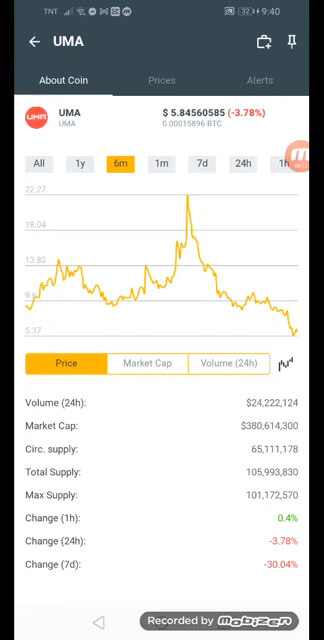 TNT 32 9:40
UMA
About Coin Prices Alerts
UMA $ 5.84560585 (-3.78%)
UMA 0.00015896 BTC
All 1y 6m 1m 7d 24h 1h
22.27
18.04
13.82
9.6
5.37
Price Market Cap Volume (24h)
Volume (24h): $24,222,124
Market Cap: $380,614,300
Circ. supply: 65,111,178
Total Supply: 105,993,830
Max Supply: 101,172,570
Change (1h) 0.4%
Change (24h): -3.78%
Change (7d): -30.04%
Recorded by Mobizen